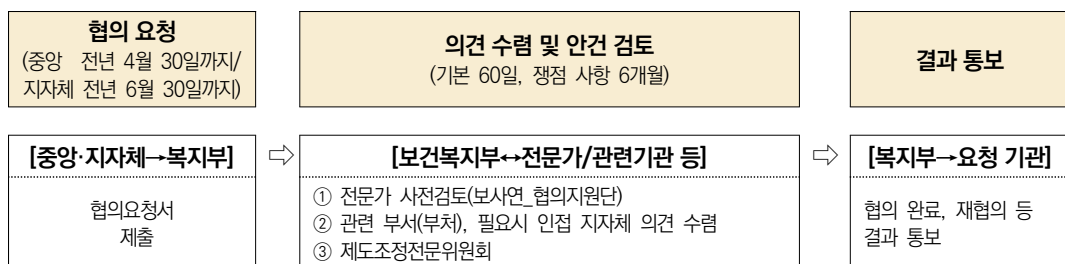 협의 요청
(중앙 전년 4월 30일까지/
지자체 전년 6월 30일까지)
의견 수렴 및 안건 검토
(기본 60일, 쟁점 사항 6개월)
결과 통보
[중앙·지자체→복지부]
⇨
[보건복지부↔전문가/관련기관 등]
⇨
[복지부→요청 기관]
협의요청서
제출
① 전문가 사전검토(보사연_협의지원단)
② 관련 부서(부처), 필요시 인접 지자체 의견 수렴
③ 제도조정전문위원회
협의 완료, 재협의 등
결과 통보